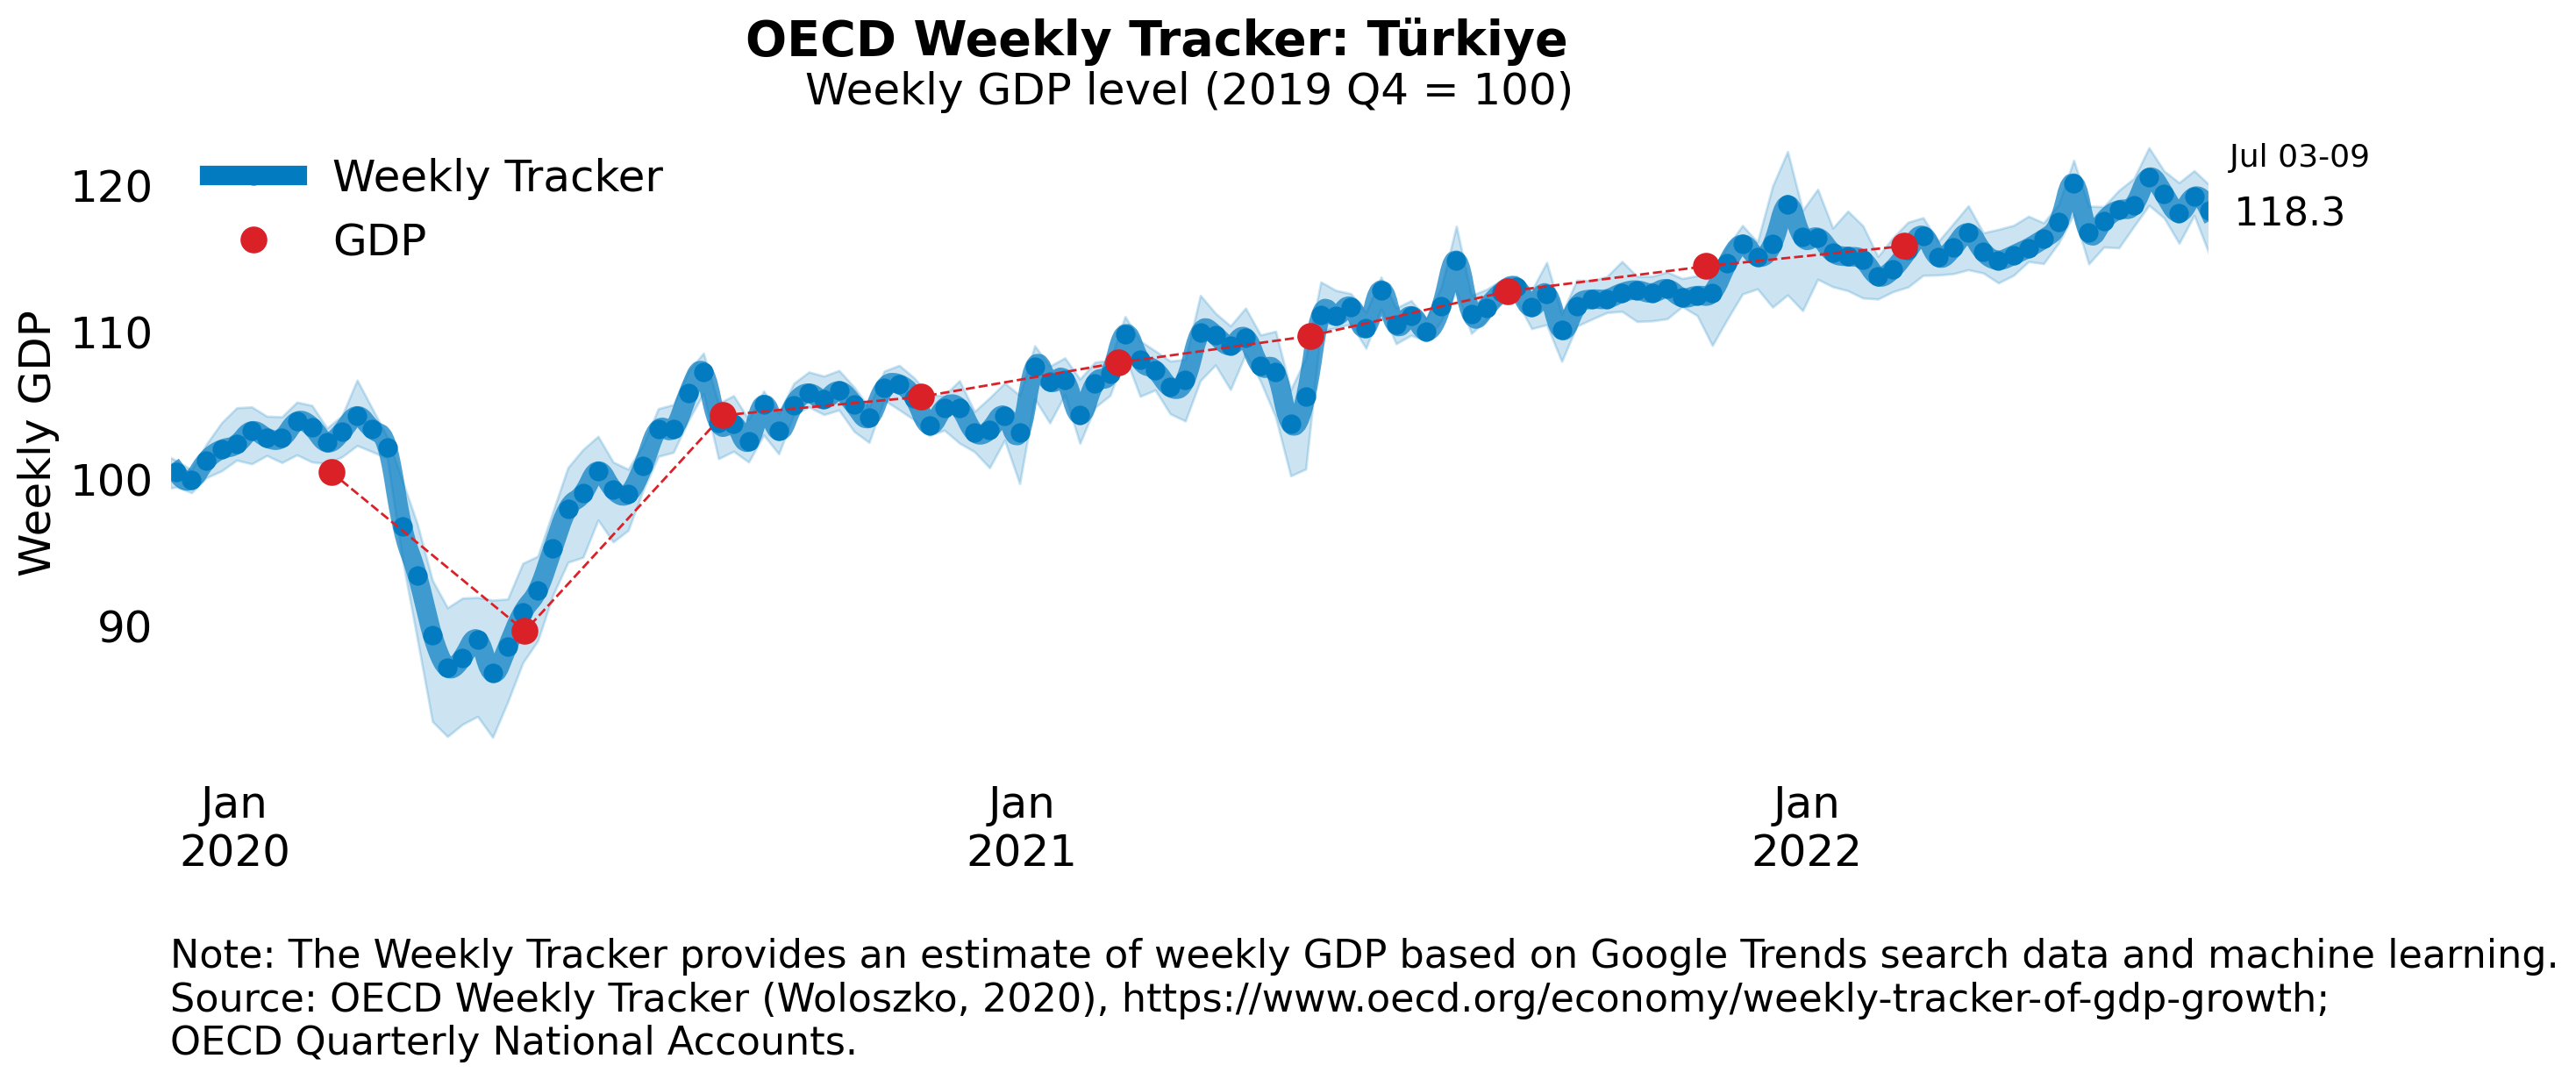 OECD Weekly Tracker: Türkiye
Weekly GDP level (2019 Q4 = 100)
Weekly Tracker
GDP
Jul 03-09
118.3
Weekly GDP
120
110
100
90
Jan
2020
Jan
2021
Jan
2022
Note: The Weekly Tracker provides an estimate of weekly GDP based on Google Trends search data and machine learning.
Source: OECD Weekly Tracker (Woloszko, 2020), https://www.oecd.org/economy/weekly-tracker-of-gdp-growth;
OECD Quarterly National Accounts.